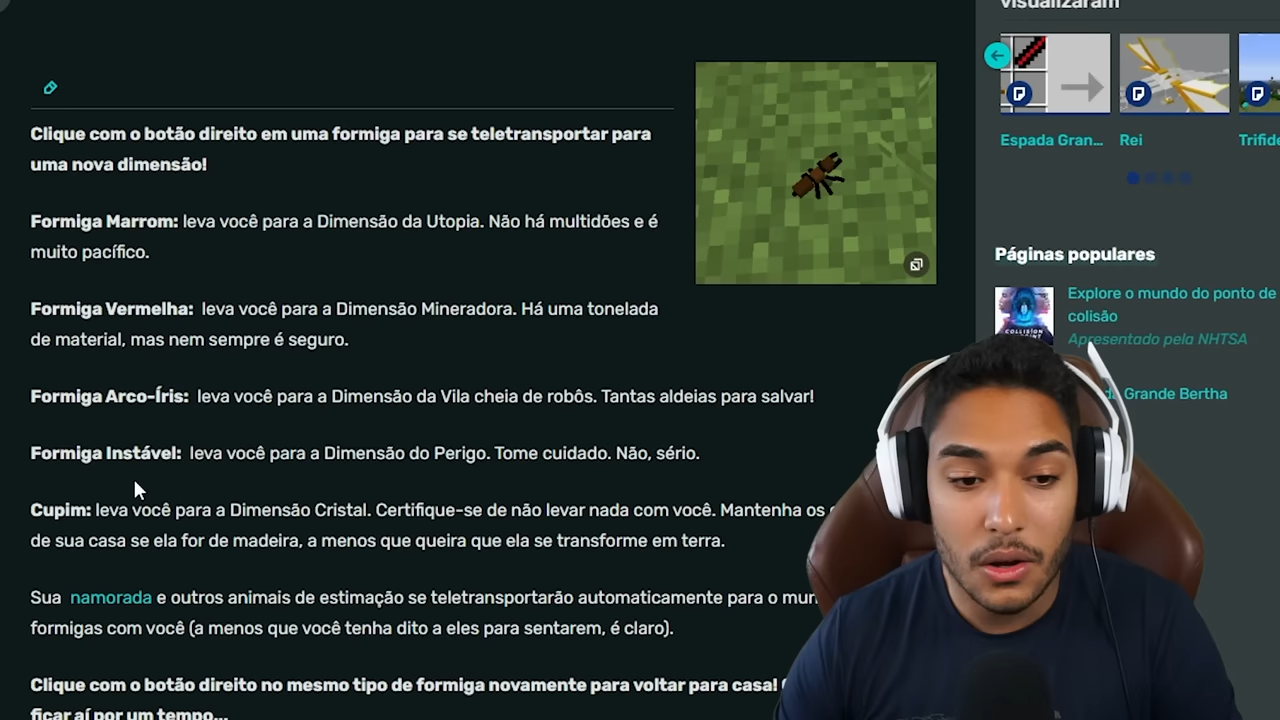 Clique com o botão direito em uma formiga para se teletransportar para
uma nova dimensão!
Formiga Marrom: leva você para a Dimensão da Utopia. Não há multidões e é
muito pacífico.
Formiga Vermelha: leva você para a Dimensão Mineradora. Há uma tonelada
de material, mas nem sempre é seguro.
Formiga Arco-Íris: leva você para a Dimensão da Vila cheia de robôs. Tantas aldeias para salvar!
Formiga Instável: leva você para a Dimensão do Perigo. Tome cuidado. Não, sério.
Cupim: leva você para a Dimensão Cristal. Certifique-se de não levar nada com você. Mantenha os
de sua casa se ela for de madeira, a menos que queira que ela se transforme em terra.
Sua namorada e outros animais de estimação se teletransportarão automaticamente para o
formigas com você (a menos que você tenha dito a eles para sentarem, é claro).
Clique com o botão direito no mesmo tipo de formiga novamente para voltar para casa!
ficar aí por um tempo...
visualizaram
Espada Gran...
Rei
Páginas populares
Explore o mundo do ponto de
colisão
Apresentado pela NHTSA
Grande Bertha